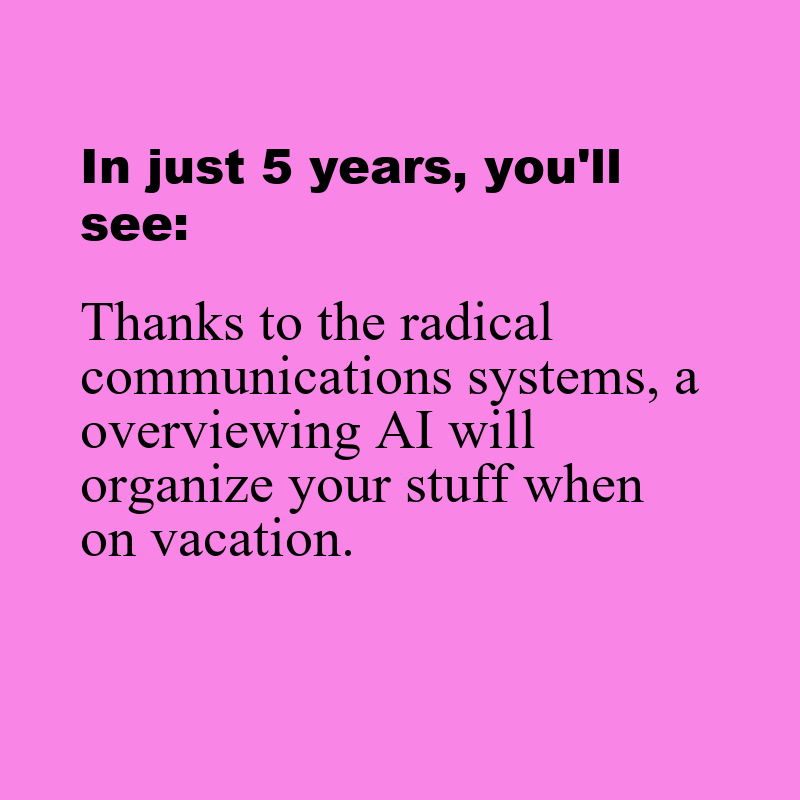 In just 5 years, you'll
see:
Thanks to the radical
communications systems, a
overviewing AI will
organize your stuff when
on vacation.